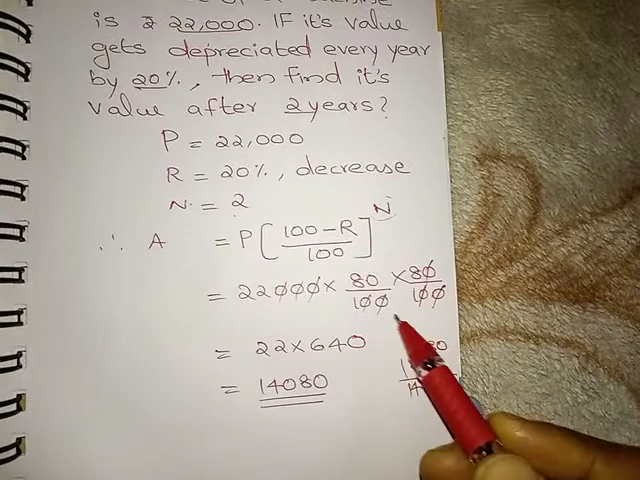 is ₹ 22,000. IF it's value
gets depreciated every year
by 20%, then find it's
value after 2 years?
P = 22,000
R = 20%, decrease
N. = 2
∴ A = P[100-R/100]^N
= 22000 × 80/100 × 80/100
= 22×640
= 14080